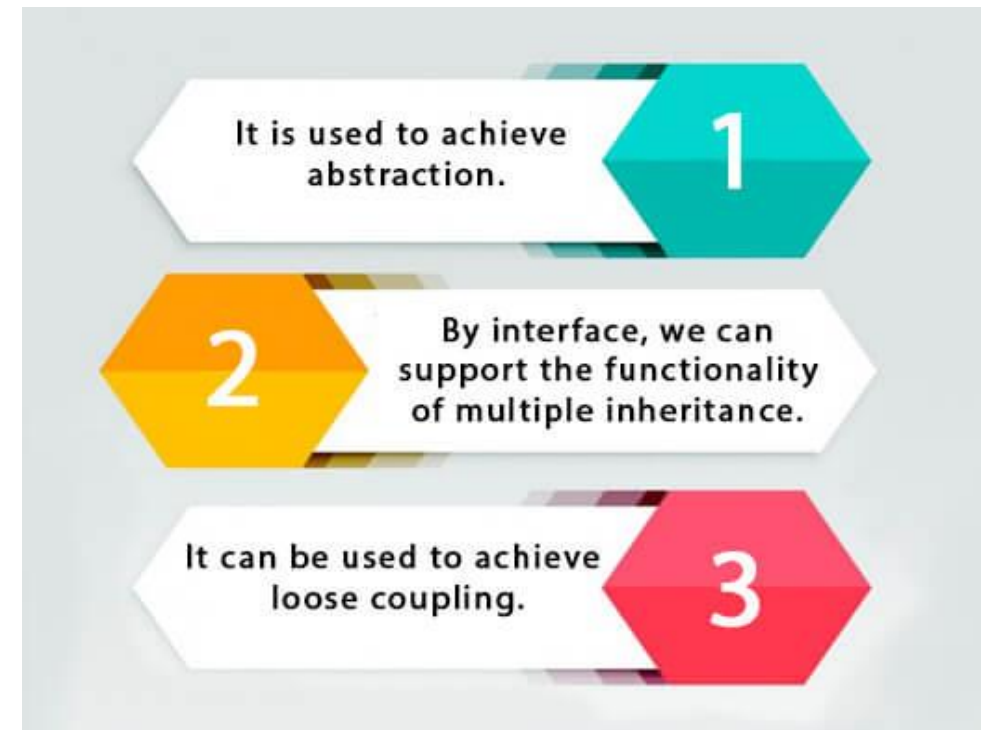 It is used to achieve
abstraction.
1
2
By interface, we can
support the functionality
of multiple inheritance.
It can be used to achieve
loose coupling.
3